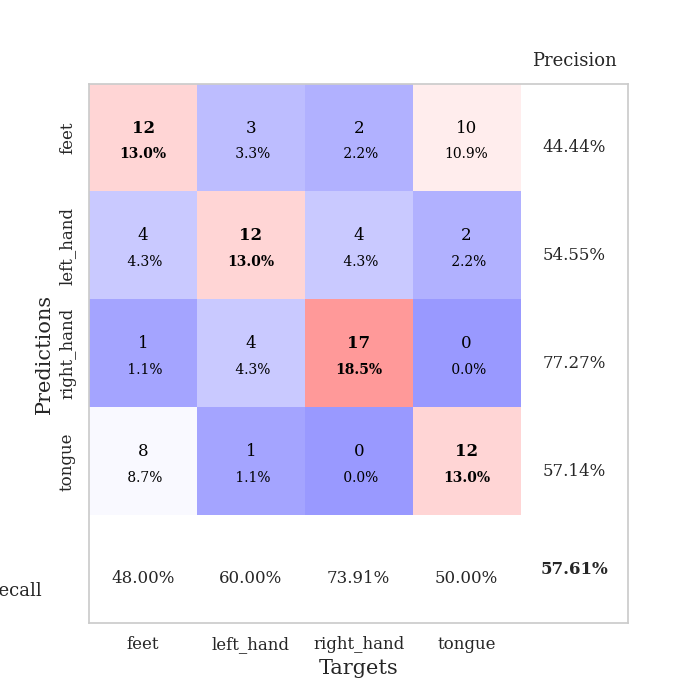 Precision
feet 12 3 2 10
13.0% 3.3% 2.2% 10.9% 44.44%
left_hand 4 12 4 2
4.3% 13.0% 4.3% 2.2% 54.55%
Predictions
right_hand 1 4 17 0
1.1% 4.3% 18.5% 0.0% 77.27%
tongue 8 1 0 12
8.7% 1.1% 0.0% 13.0% 57.14%
ecall 48.00% 60.00% 73.91% 50.00% 57.61%
feet left_hand right_hand tongue
Targets